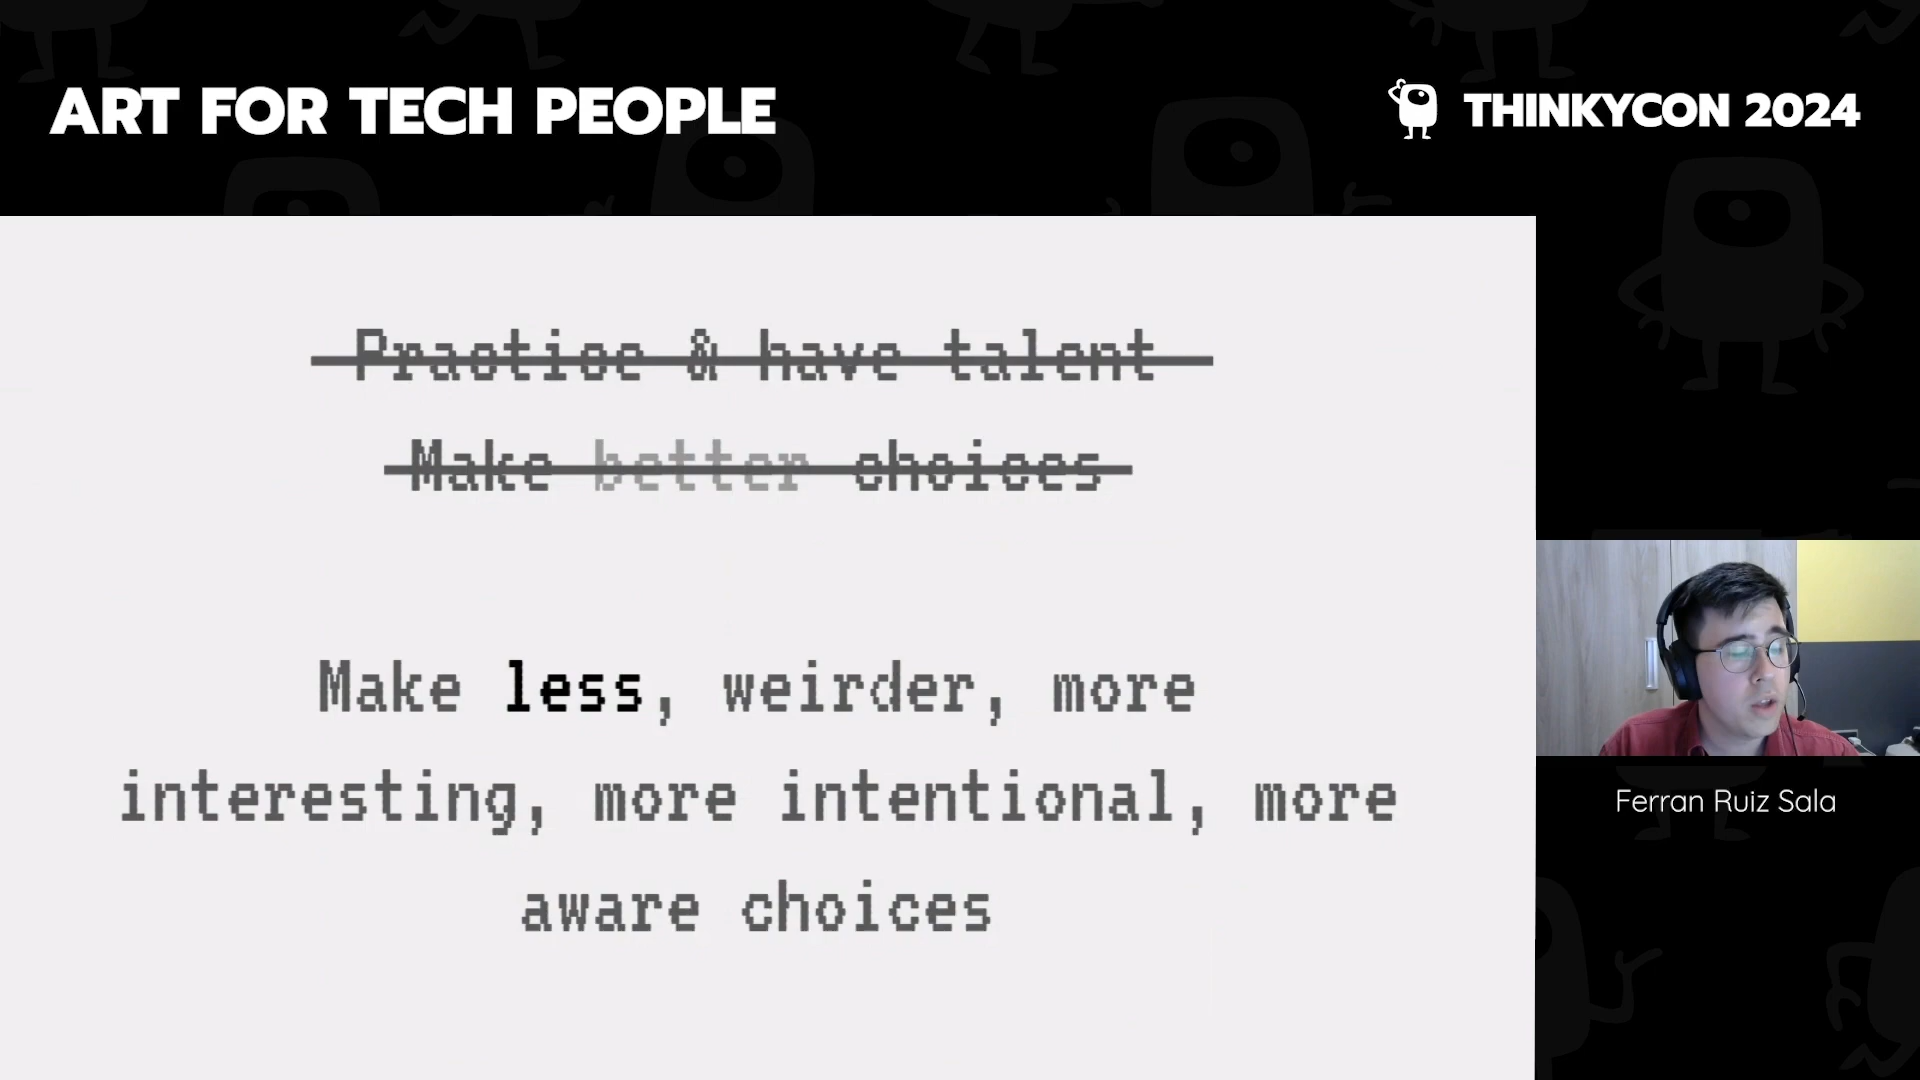 ART FOR TECH PEOPLE
THINKYCON 2024
Practice & have talent
Make better choices
Make less, weirder, more
interesting, more intentional, more
aware choices
Ferran Ruiz Sala